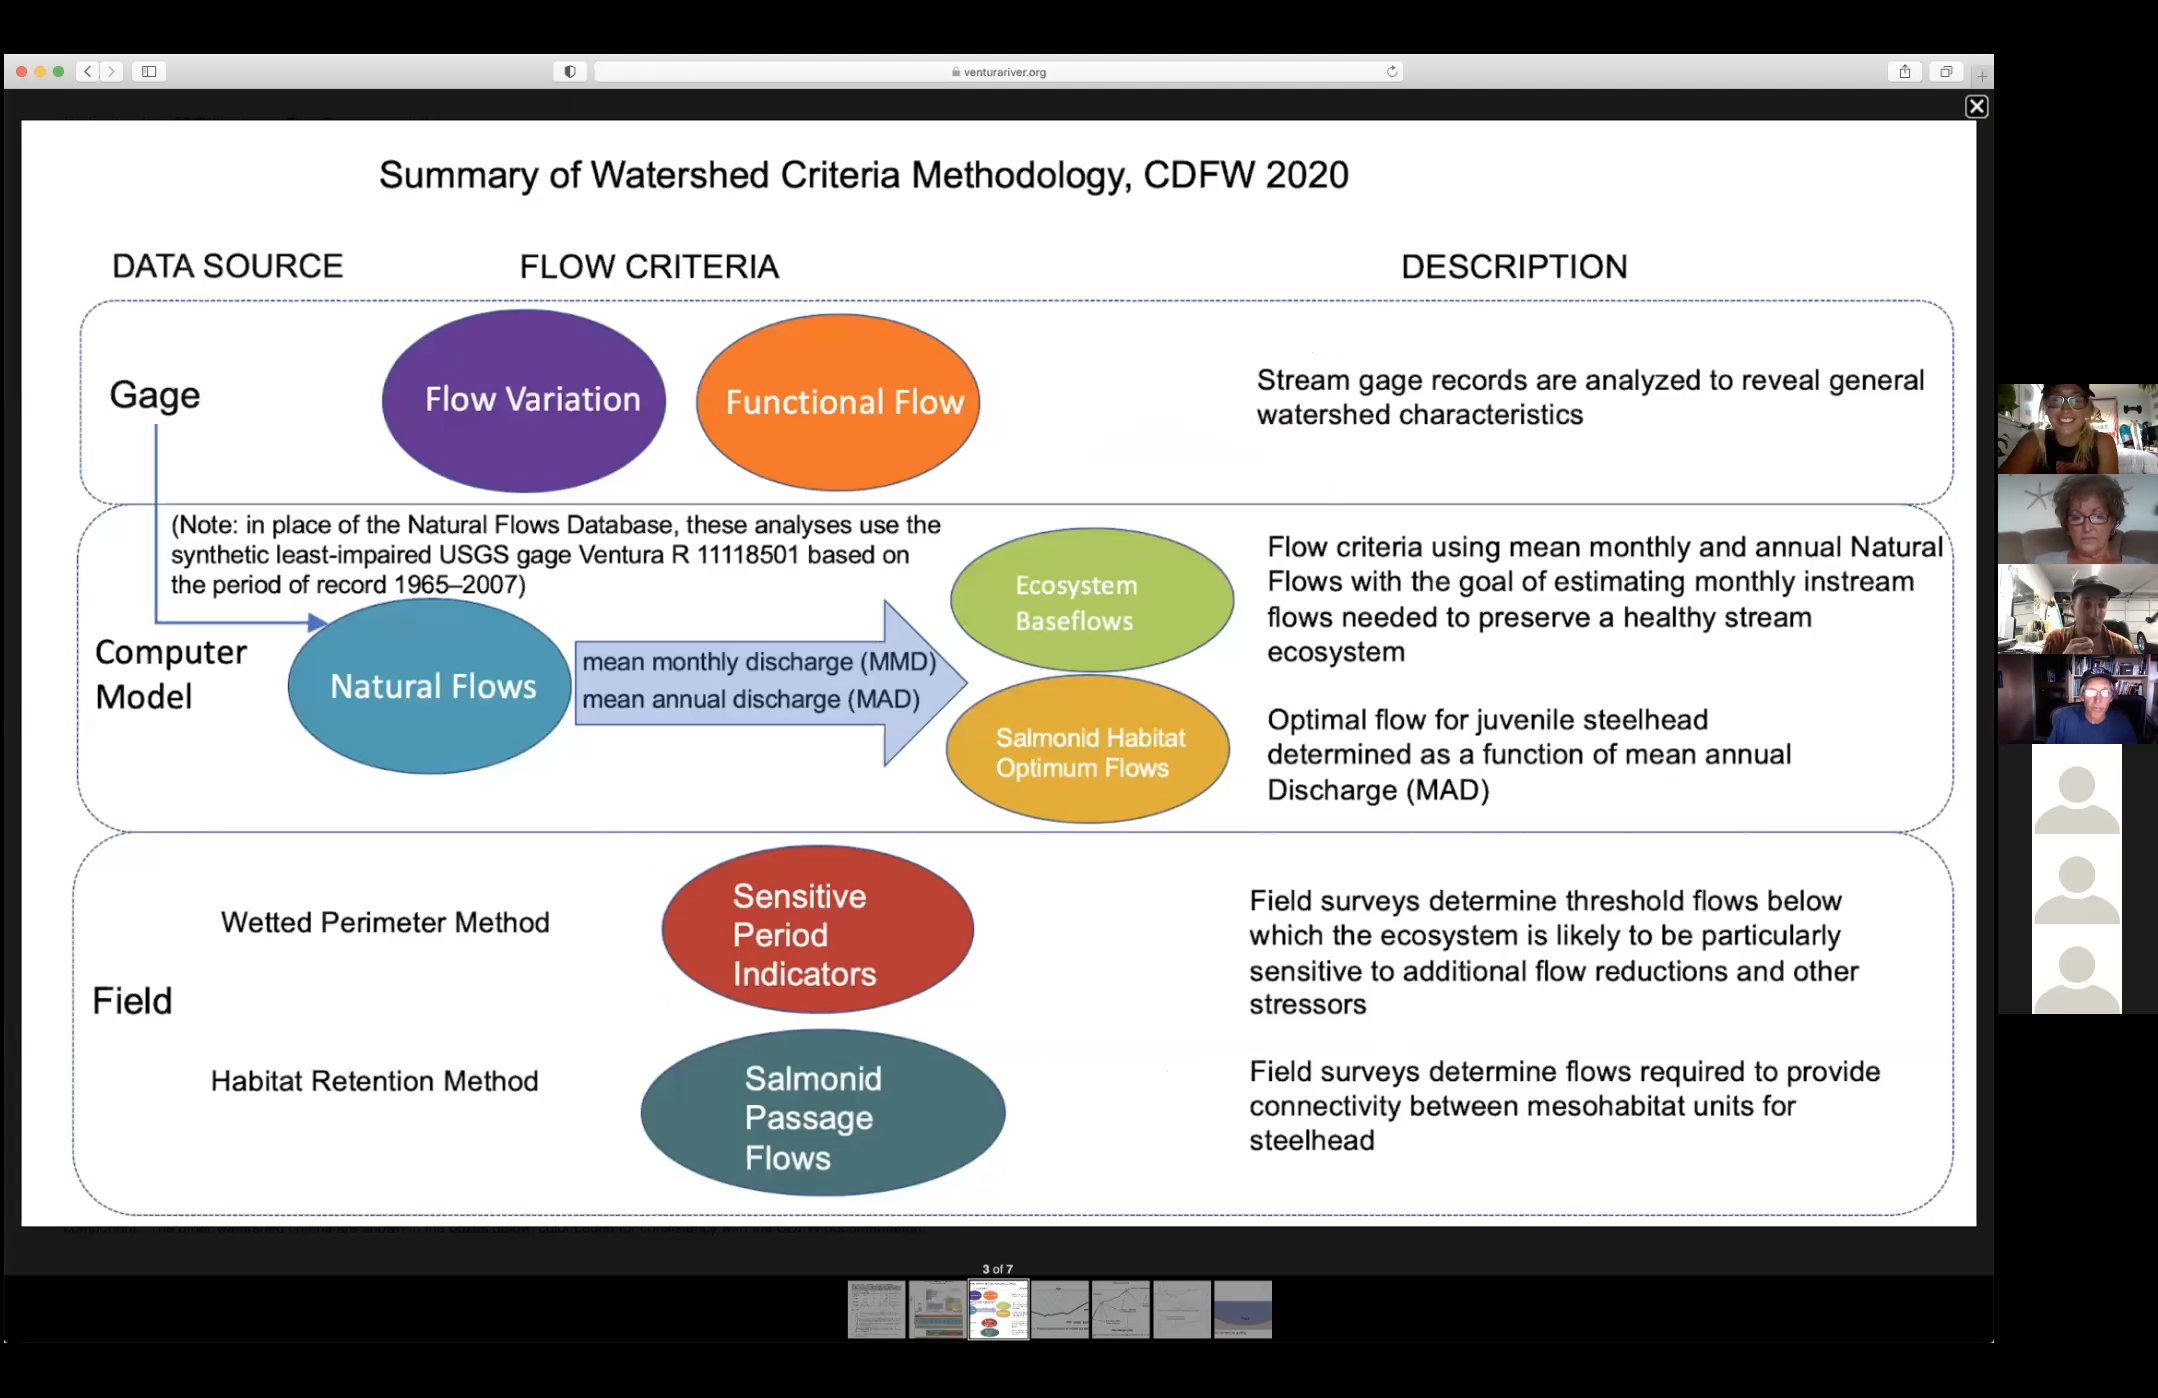 venturariver.org
Summary of Watershed Criteria Methodology, CDFW 2020
DATA SOURCE
FLOW CRITERIA
DESCRIPTION
Gage
Flow Variation
Functional Flow
Stream gage records are analyzed to reveal general
watershed characteristics
(Note: in place of the Natural Flows Database, these analyses use the
synthetic least-impaired USGS gage Ventura R 11118501 based on
the period of record 1965–2007)
Computer
Model
Natural Flows
mean monthly discharge (MMD)
mean annual discharge (MAD)
Ecosystem
Baseflows
Flow criteria using mean monthly and annual Natural
Flows with the goal of estimating monthly instream
flows needed to preserve a healthy stream
ecosystem
Salmonid Habitat
Optimum Flows
Optimal flow for juvenile steelhead
determined as a function of mean annual
Discharge (MAD)
Field
Wetted Perimeter Method
Sensitive
Period
Indicators
Field surveys determine threshold flows below
which the ecosystem is likely to be particularly
sensitive to additional flow reductions and other
stressors
Habitat Retention Method
Salmonid
Passage
Flows
Field surveys determine flows required to provide
connectivity between mesohabitat units for
steelhead
3 of 7